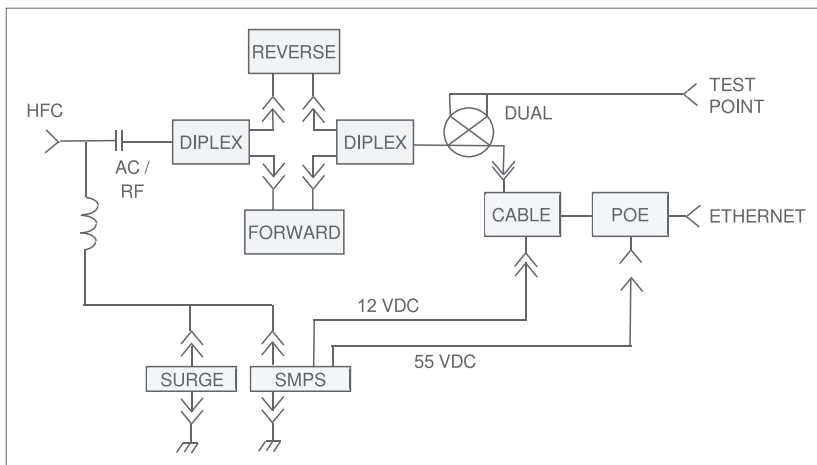 REVERSE
HFC
TEST
POINT
DUAL
DIPLEX
DIPLEX
AC /
RF
CABLE
POE
ETHERNET
FORWARD
12 VDC
55 VDC
SURGE
SMPS